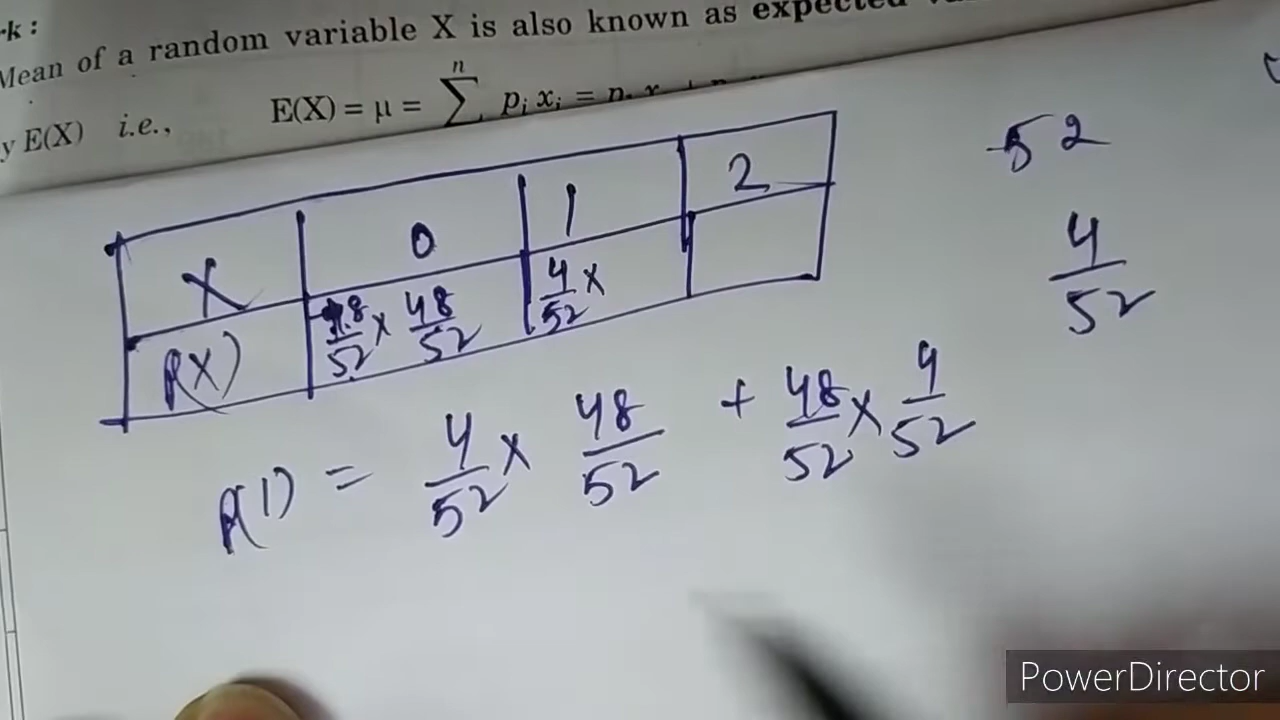 k :
Mean of a random variable X is also known as expected
y E(X) i.e., E(X) = μ = ∑ⁿ pᵢ xᵢ =
52
X 0 1 2
4/52
P(X) 48/52 × 48/52 4/52 ×
P(1) = 4/52 × 48/52 + 48/52 × 4/52
PowerDirector